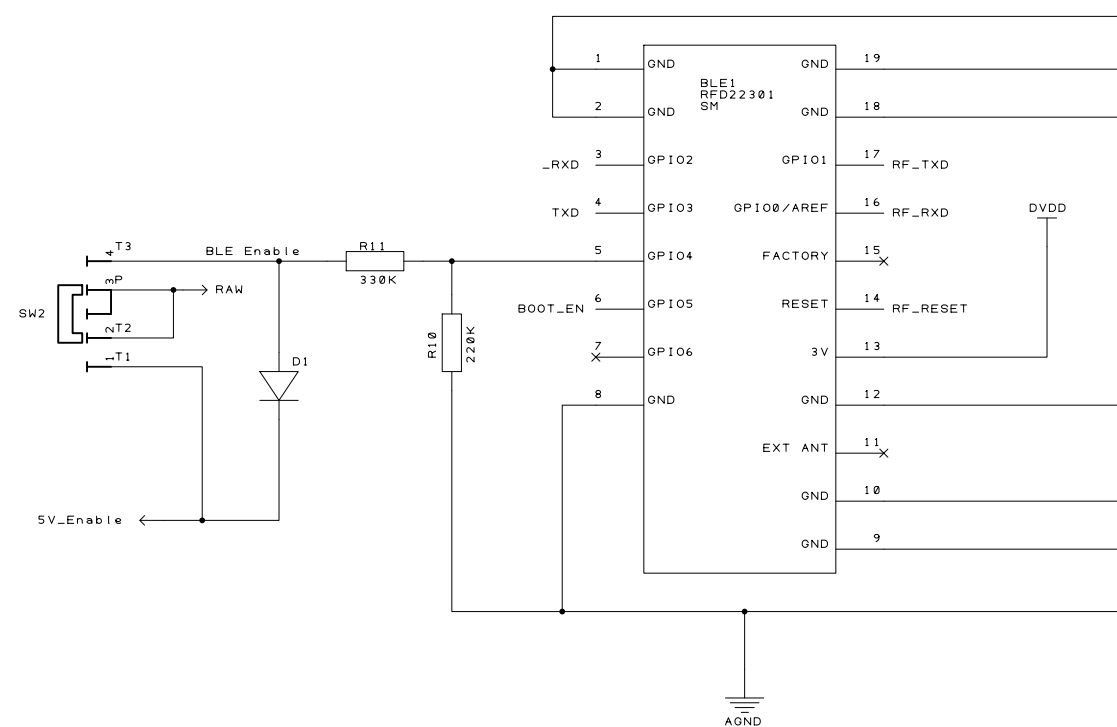 BLE1
RFD22301
SM
1 GND
2 GND
_RXD 3 GPIO2
TXD 4 GPIO3
5 GPIO4
BOOT_EN 6 GPIO5
7 GPIO6
8 GND
GND 19
GND 18
GPIO1 17 RF_TXD
GPIO0/AREF 16 RF_RXD
FACTORY 15
RESET 14 RF_RESET
3V 13
GND 12
EXT ANT 11
GND 10
GND 9
DVDD
SW2
4 T3
3 P
2 T2
1 T1
BLE Enable
RAW
R11
330K
R10
220K
D1
5V_Enable
AGND